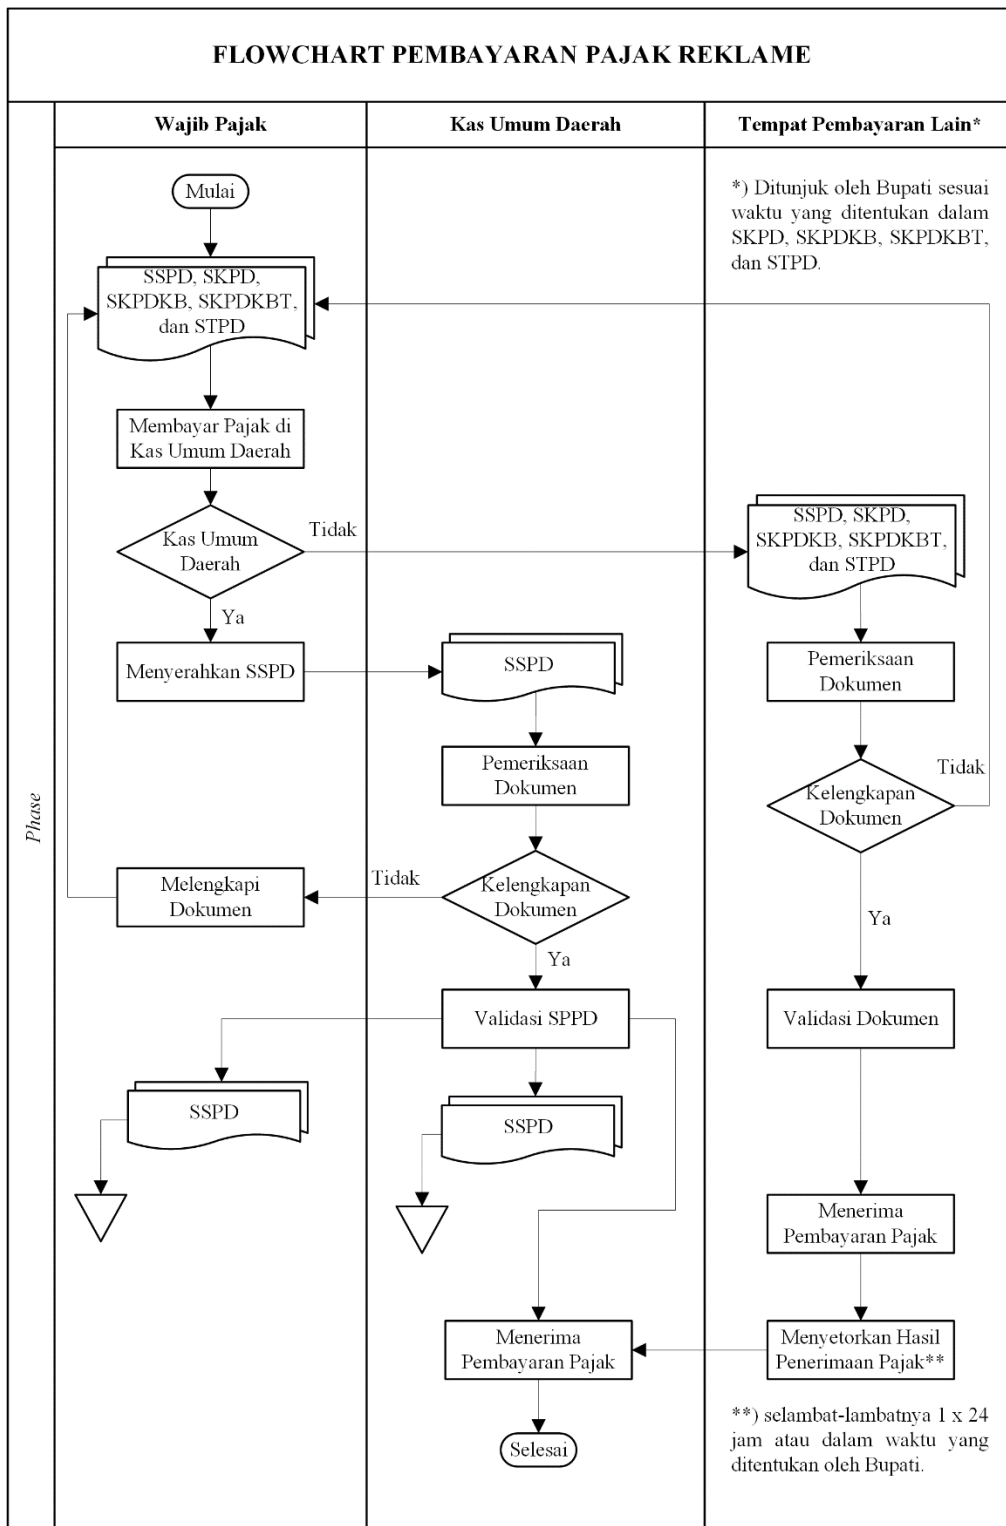 FLOWCHART PEMBAYARAN PAJAK REKLAME
Phase
Wajib Pajak
Kas Umum Daerah
Tempat Pembayaran Lain*
Mulai
*) Ditunjuk oleh Bupati sesuai
waktu yang ditentukan dalam
SKPD, SKPDKB, SKPDKBT,
dan STPD.
SSPD, SKPD,
SKPDKB, SKPDKBT,
dan STPD
Membayar Pajak di
Kas Umum Daerah
Kas Umum
Daerah
Tidak
Ya
SSPD, SKPD,
SKPDKB, SKPDKBT,
dan STPD
Menyerahkan SSPD
SSPD
Pemeriksaan
Dokumen
Pemeriksaan
Dokumen
Kelengkapan
Dokumen
Tidak
Melengkapi
Dokumen
Tidak
Kelengkapan
Dokumen
Ya
Ya
Validasi SPPD
Validasi Dokumen
SSPD
SSPD
Menerima
Pembayaran Pajak
Menerima
Pembayaran Pajak
Menyetorkan Hasil
Penerimaan Pajak**
Selesai
**) selambat-lambatnya 1 x 24
jam atau dalam waktu yang
ditentukan oleh Bupati.